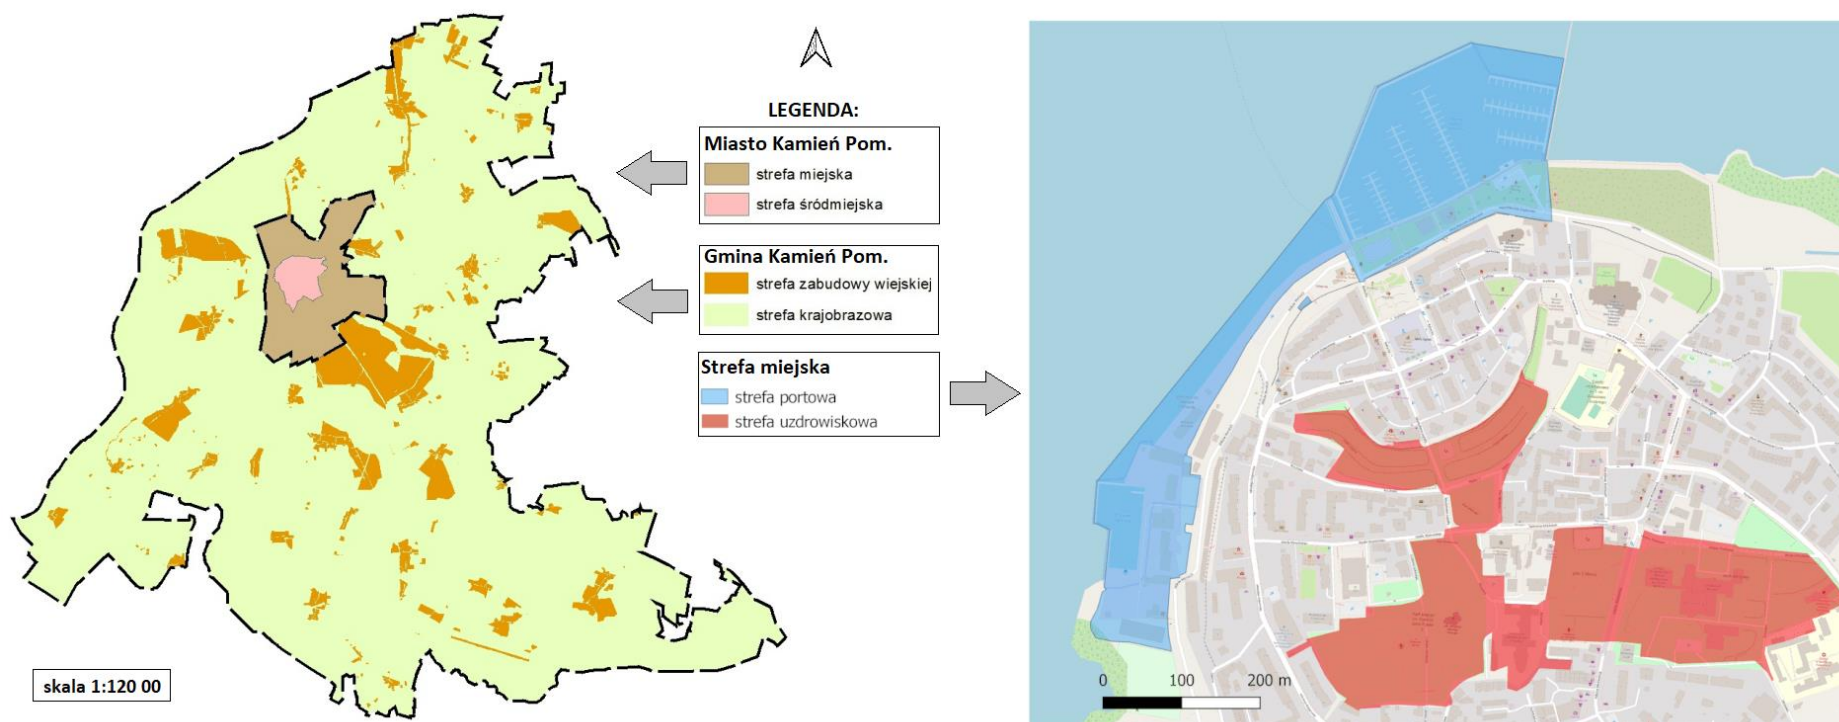 LEGENDA:
Miasto Kamień Pom.
strefa miejska
strefa śródmiejska
Gmina Kamień Pom.
strefa zabudowy wiejskiej
strefa krajobrazowa
Strefa miejska
strefa portowa
strefa uzdrowiskowa
skala 1:120 00
0 100 200 m